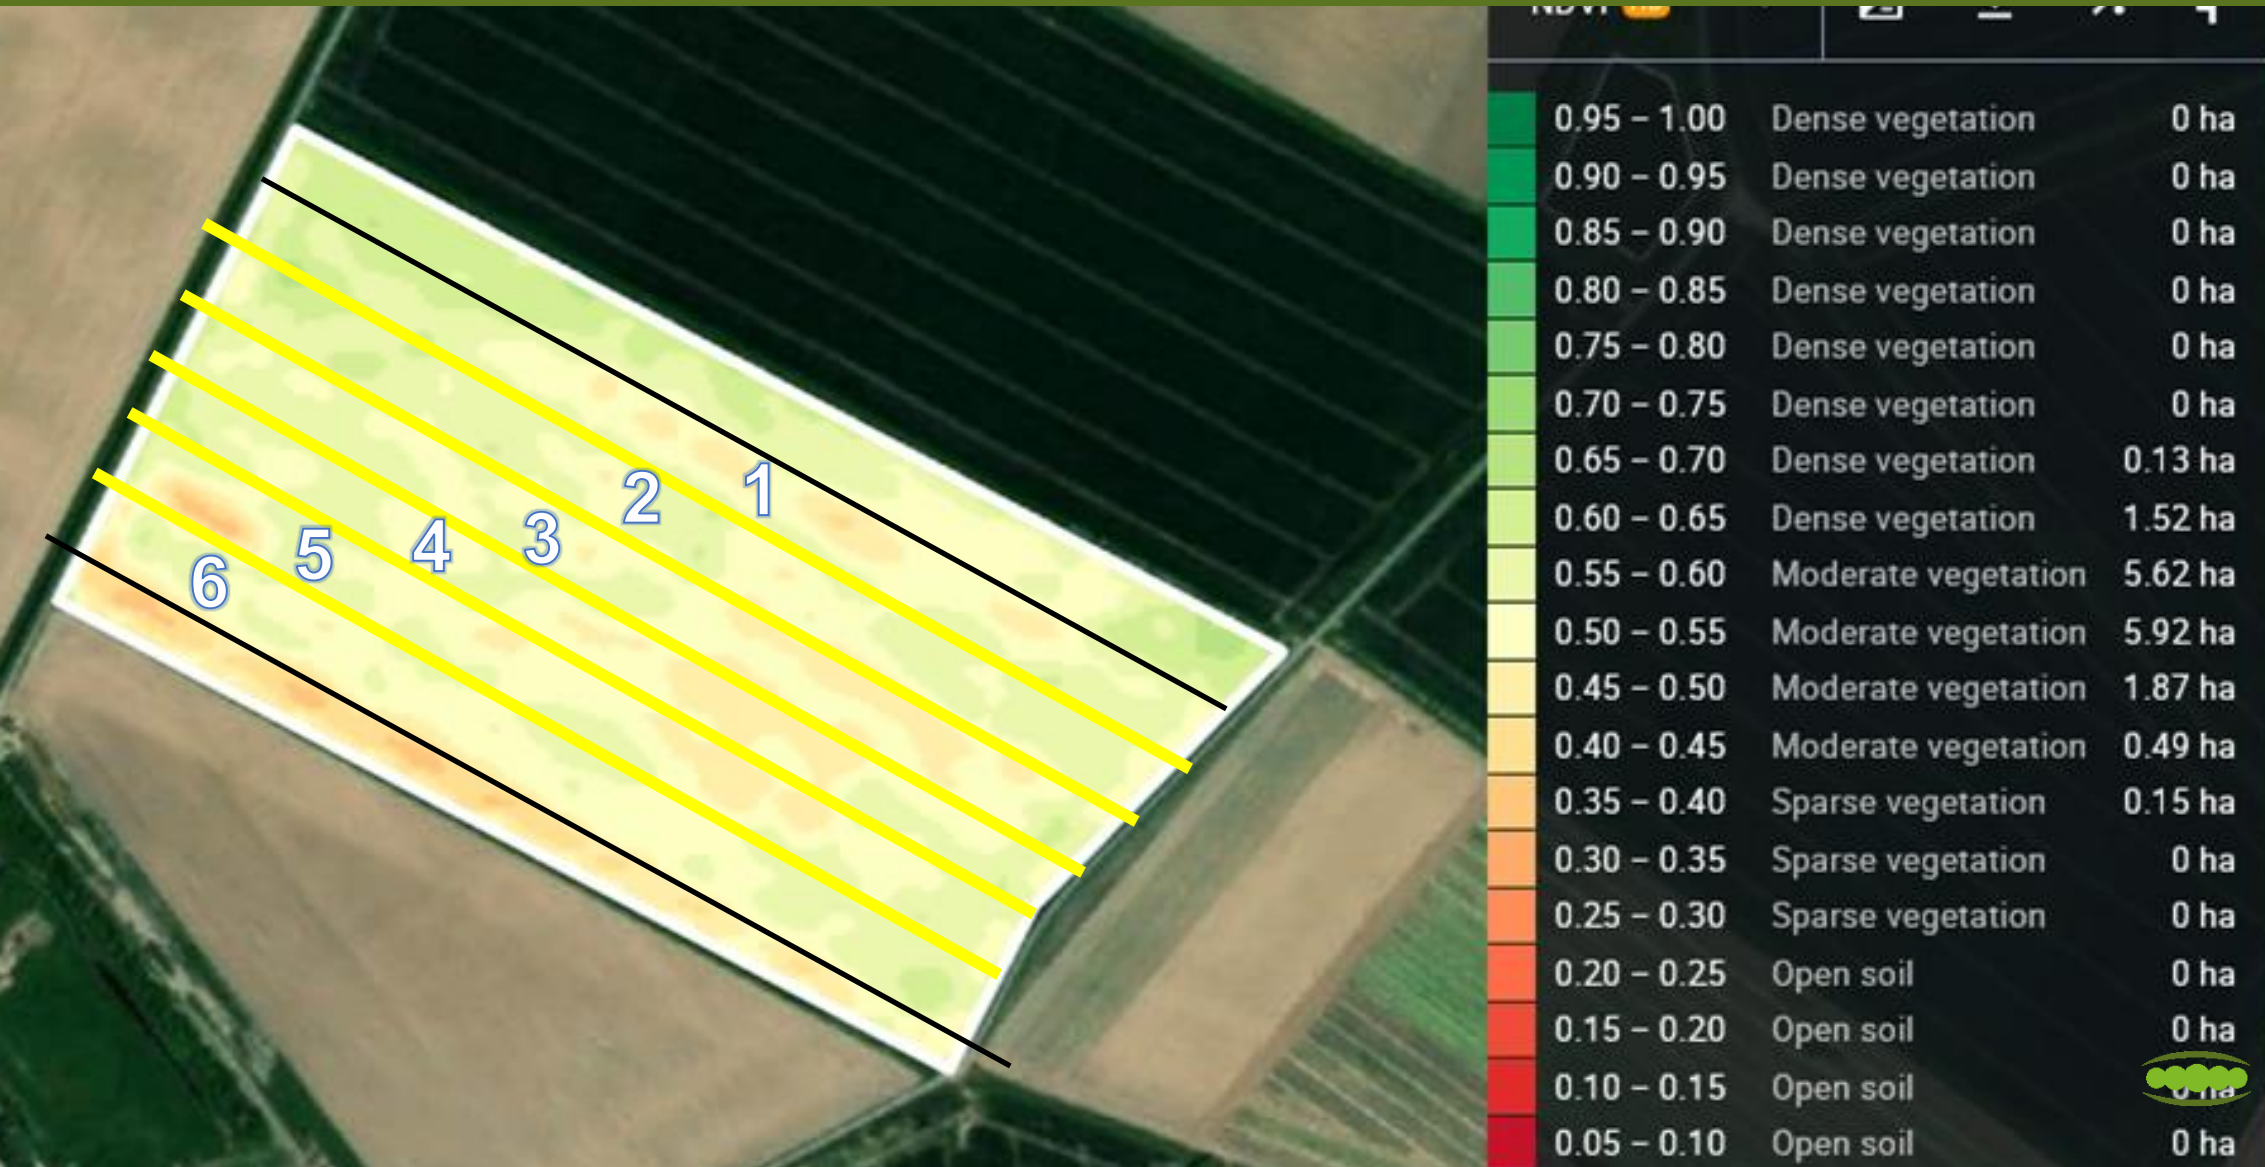 NDVI HD
1
2
3
4
5
6
0.95 – 1.00 Dense vegetation 0 ha
0.90 – 0.95 Dense vegetation 0 ha
0.85 – 0.90 Dense vegetation 0 ha
0.80 – 0.85 Dense vegetation 0 ha
0.75 – 0.80 Dense vegetation 0 ha
0.70 – 0.75 Dense vegetation 0 ha
0.65 – 0.70 Dense vegetation 0.13 ha
0.60 – 0.65 Dense vegetation 1.52 ha
0.55 – 0.60 Moderate vegetation 5.62 ha
0.50 – 0.55 Moderate vegetation 5.92 ha
0.45 – 0.50 Moderate vegetation 1.87 ha
0.40 – 0.45 Moderate vegetation 0.49 ha
0.35 – 0.40 Sparse vegetation 0.15 ha
0.30 – 0.35 Sparse vegetation 0 ha
0.25 – 0.30 Sparse vegetation 0 ha
0.20 – 0.25 Open soil 0 ha
0.15 – 0.20 Open soil 0 ha
0.10 – 0.15 Open soil 0 ha
0.05 – 0.10 Open soil 0 ha